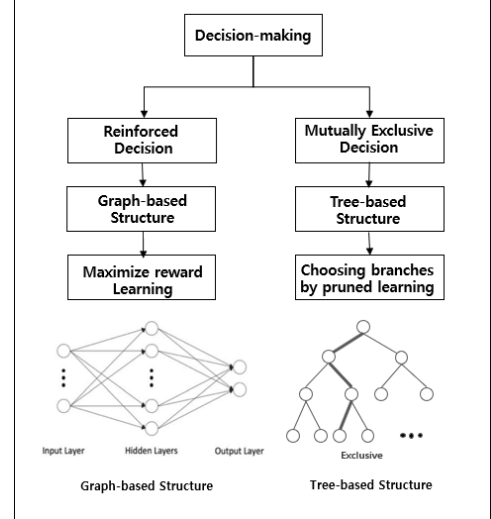 Decision-making
Reinforced
Decision
Mutually Exclusive
Decision
Graph-based
Structure
Tree-based
Structure
Maximize reward
Learning
Choosing branches
by pruned learning
Input Layer
Hidden Layers
Output Layer
Exclusive
Graph-based Structure
Tree-based Structure